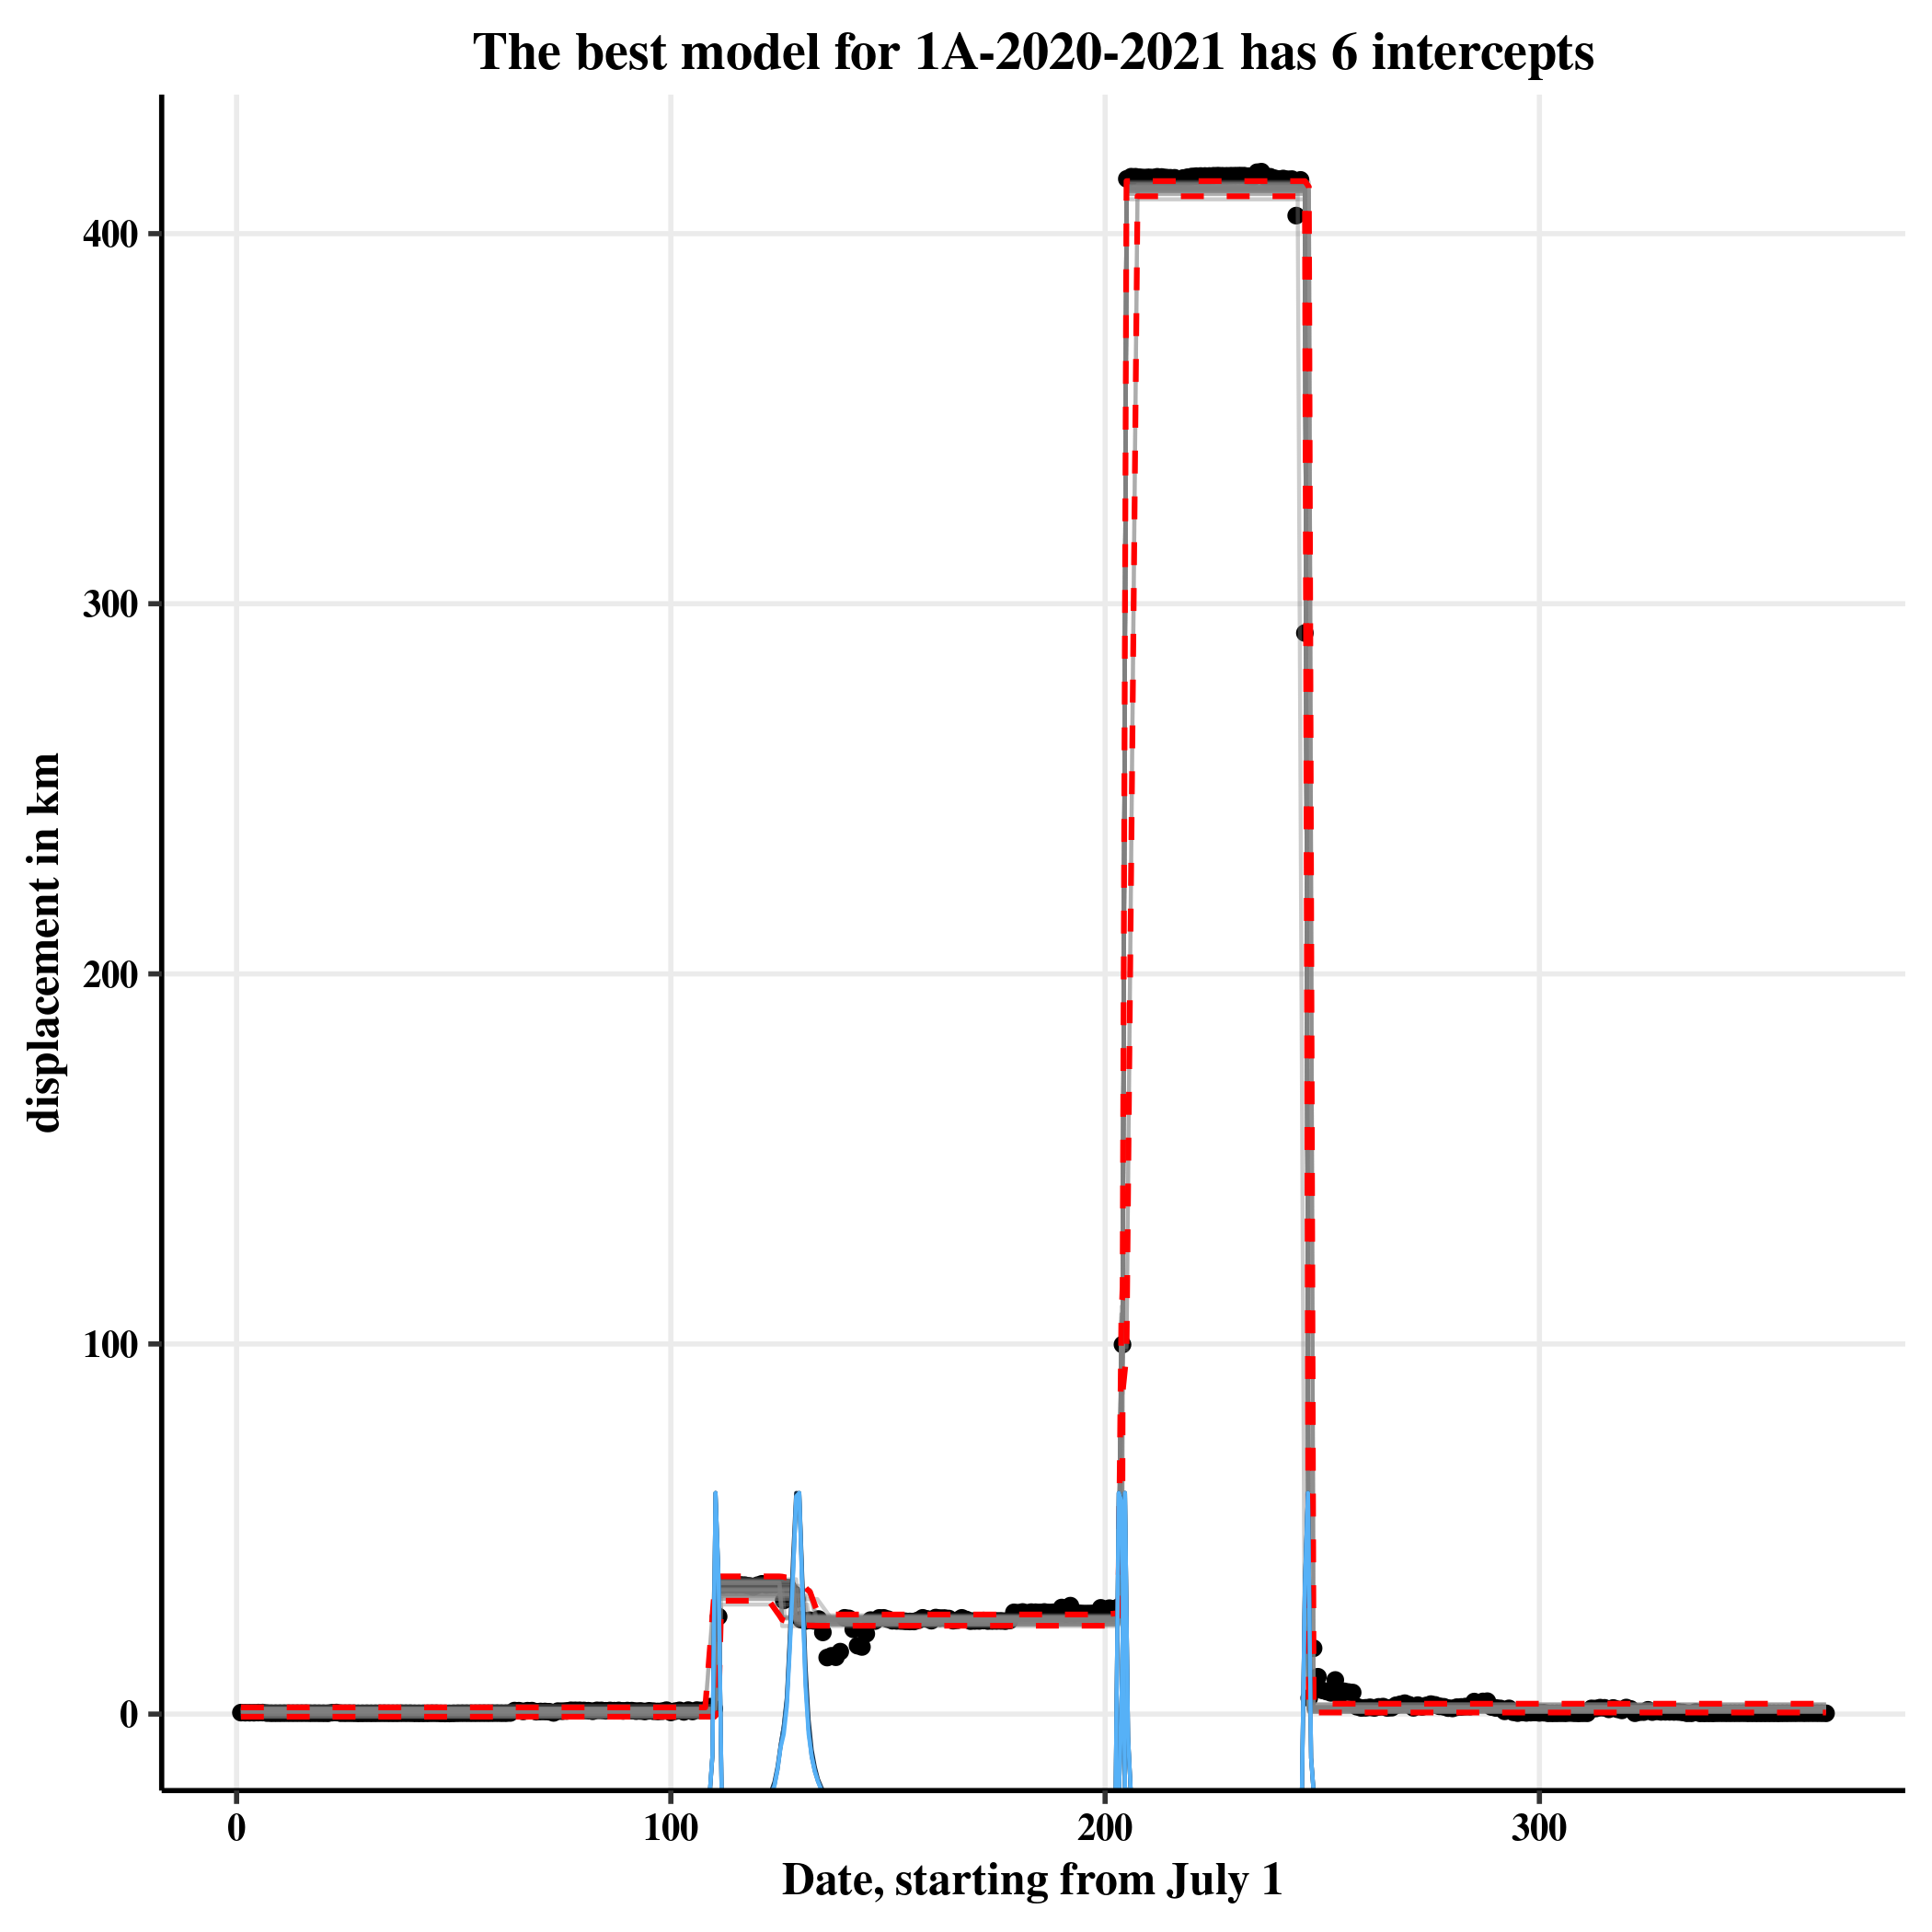 The best model for 1A-2020-2021 has 6 intercepts
400
300
200
100
0
displacement in km
0 100 200 300
Date, starting from July 1